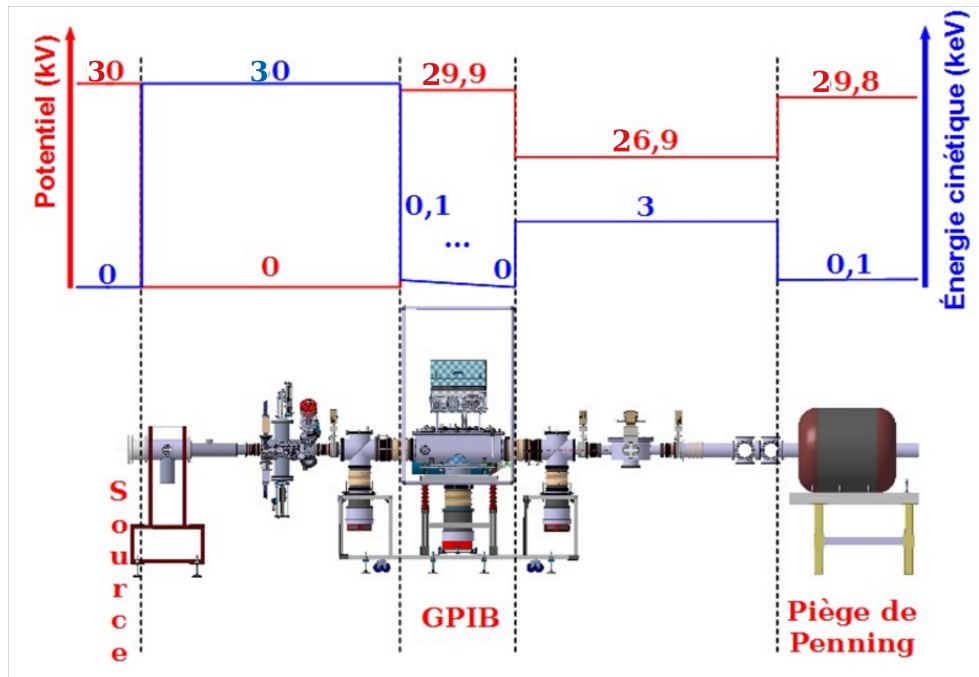 Potentiel (kV)
Énergie cinétique (keV)
30
30
29,9
29,8
26,9
0,1
...
3
0
0
0
0,1
Source
GPIB
Piège de
Penning